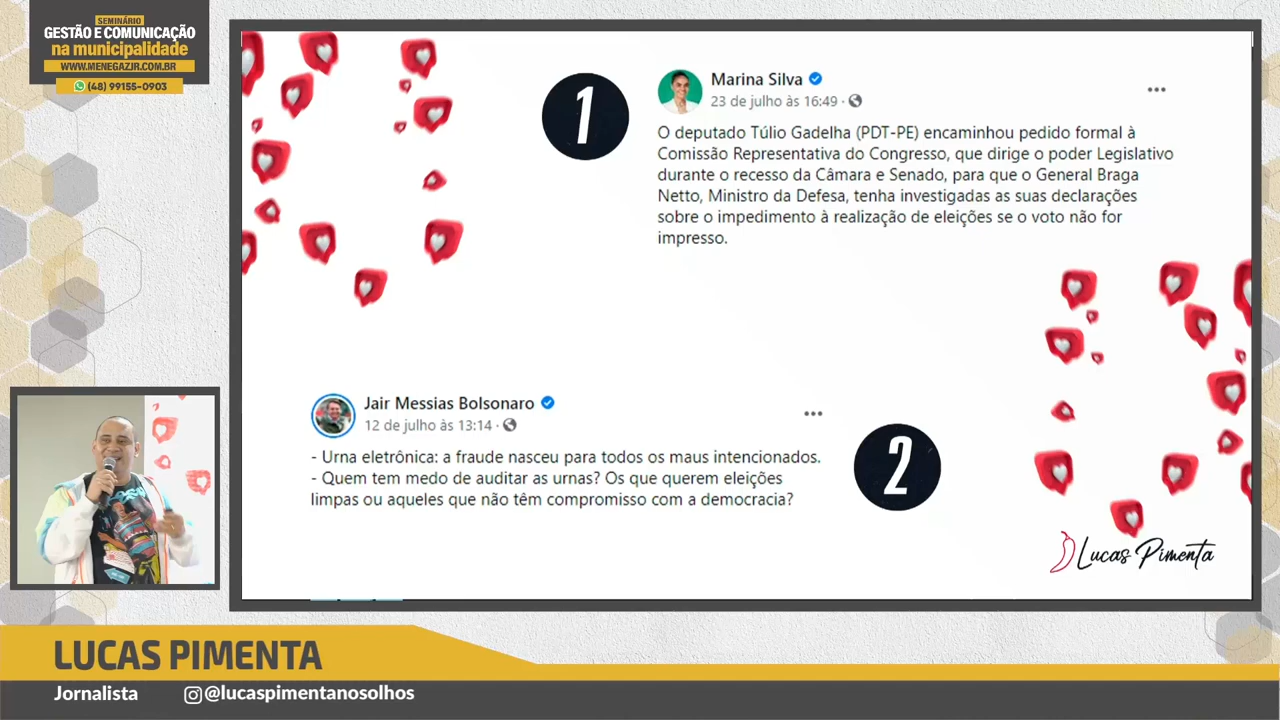 SEMINÁRIO
GESTÃO E COMUNICAÇÃO
na municipalidade
WWW.MENEGAZJR.COM.BR
(48) 99155-0903
1
Marina Silva
23 de julho às 16:49 ·
O deputado Túlio Gadelha (PDT-PE) encaminhou pedido formal à
Comissão Representativa do Congresso, que dirige o poder Legislativo
durante o recesso da Câmara e Senado, para que o General Braga
Netto, Ministro da Defesa, tenha investigadas as suas declarações
sobre o impedimento à realização de eleições se o voto não for
impresso.
Jair Messias Bolsonaro
12 de julho às 13:14 ·
- Urna eletrônica: a fraude nasceu para todos os maus intencionados.
- Quem tem medo de auditar as urnas? Os que querem eleições
limpas ou aqueles que não têm compromisso com a democracia?
2
Lucas Pimenta
LUCAS PIMENTA
Jornalista
@lucaspimentanosolhos